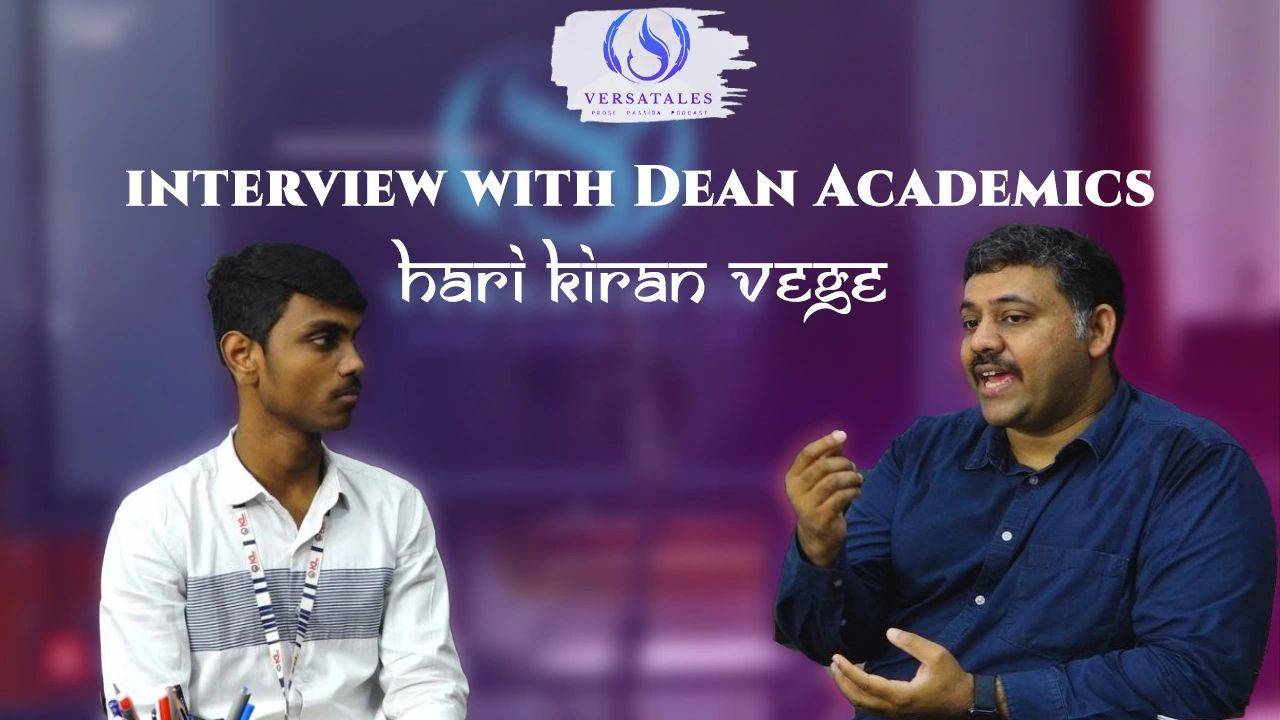 VERSATALES
PROSE PASSION PODCAST
INTERVIEW WITH DEAN ACADEMICS
hari kiran vege